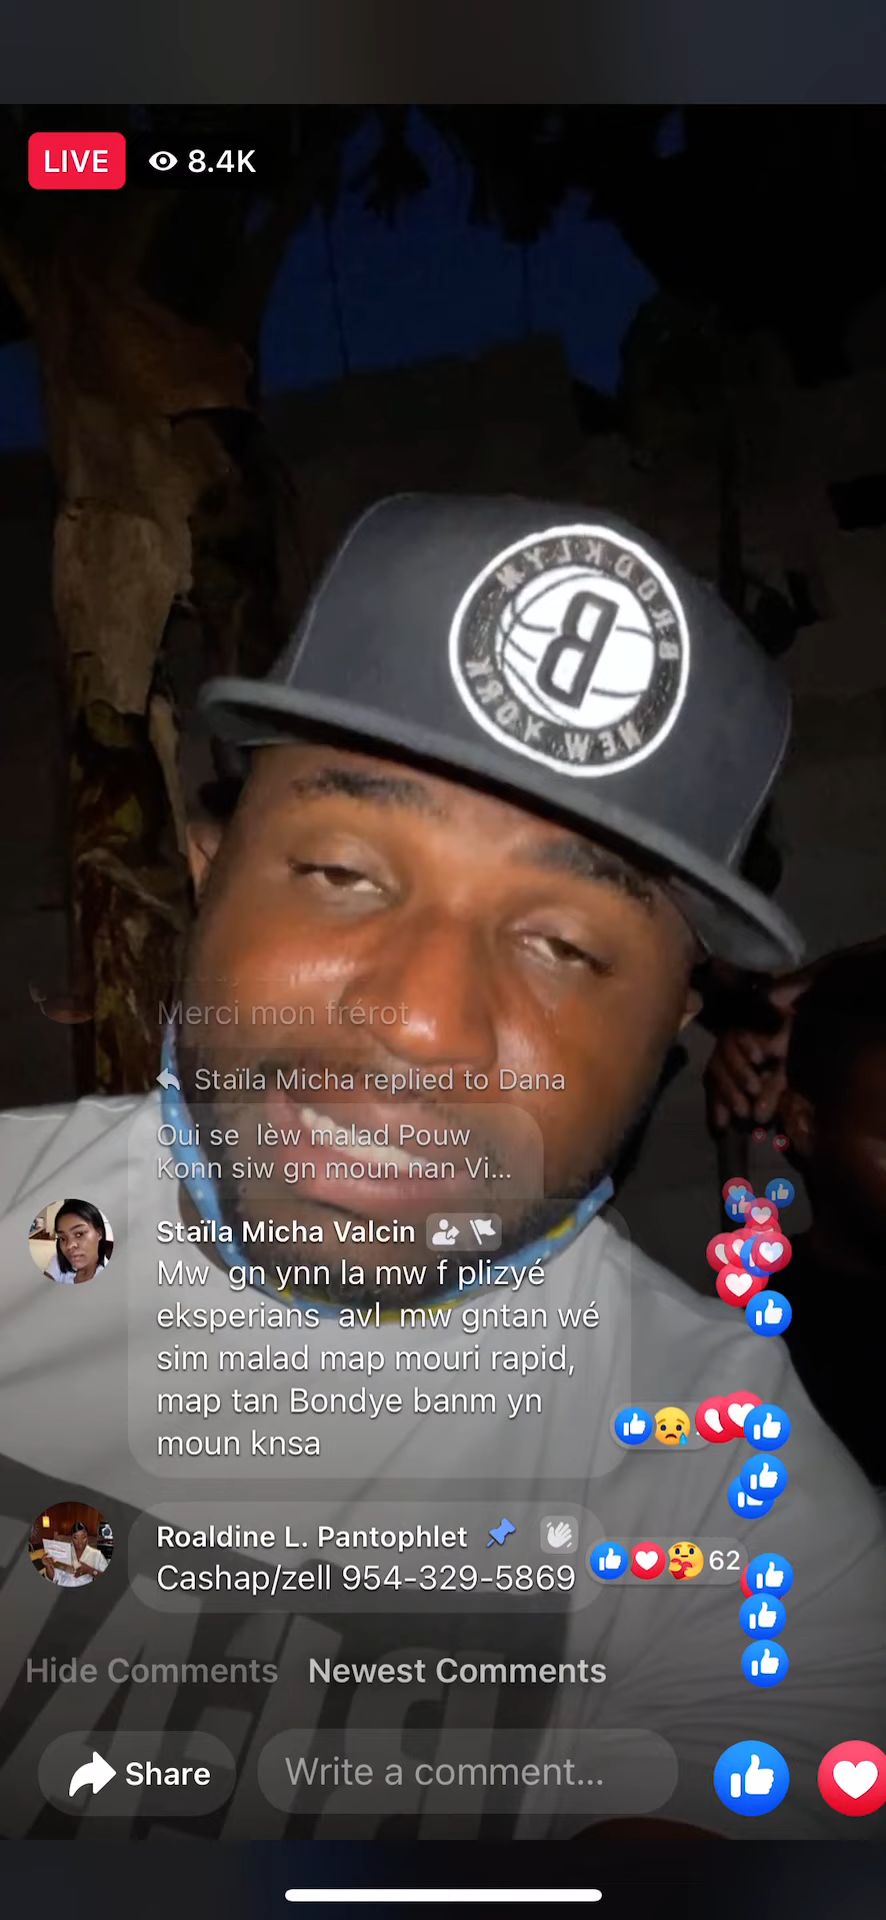 LIVE 8.4K
BROOKLYN
B
NEW YORK
Merci mon frérot
Staïla Micha replied to Dana
Oui se lèw malad Pouw
Konn siw gn moun nan Vi...
Staïla Micha Valcin
Mw gn ynn la mw f plizyé
eksperians avl mw gntan wé
sim malad map mouri rapid,
map tan Bondye banm yn
moun knsa
Roaldine L. Pantophlet
Cashap/zell 954-329-5869
62
Hide Comments Newest Comments
Share Write a comment...